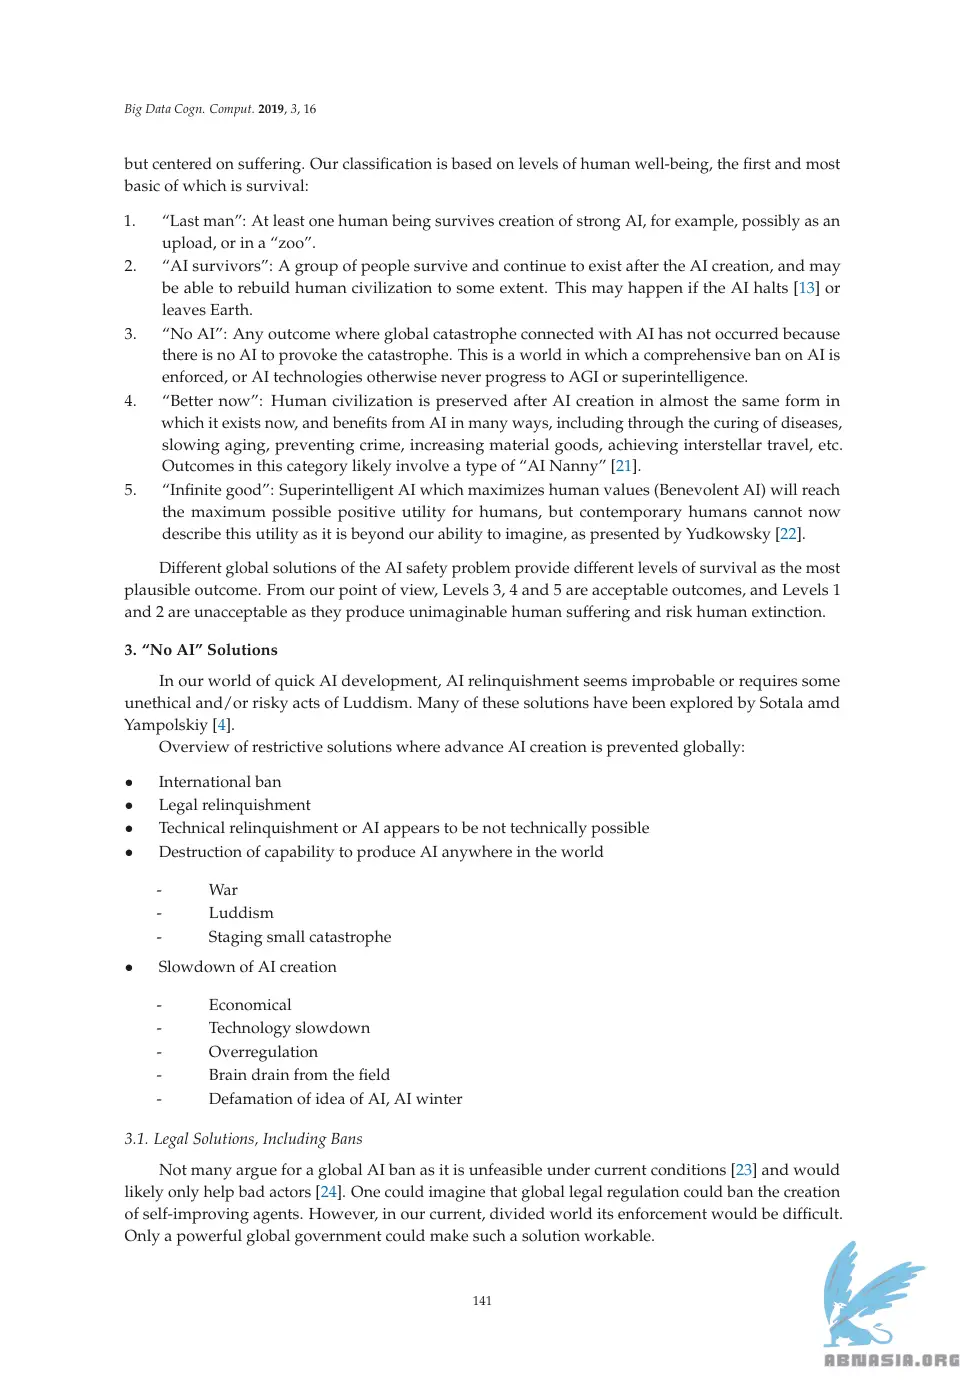 Big Data Cogn. Comput. 2019, 3, 16
but centered on suffering. Our classification is based on levels of human well-being, the first and most
basic of which is survival:
1. “Last man”: At least one human being survives creation of strong AI, for example, possibly as an
upload, or in a “zoo”.
2. “AI survivors”: A group of people survive and continue to exist after the AI creation, and may
be able to rebuild human civilization to some extent. This may happen if the AI halts [13] or
leaves Earth.
3. “No AI”: Any outcome where global catastrophe connected with AI has not occurred because
there is no AI to provoke the catastrophe. This is a world in which a comprehensive ban on AI is
enforced, or AI technologies otherwise never progress to AGI or superintelligence.
4. “Better now”: Human civilization is preserved after AI creation in almost the same form in
which it exists now, and benefits from AI in many ways, including through the curing of diseases,
slowing aging, preventing crime, increasing material goods, achieving interstellar travel, etc.
Outcomes in this category likely involve a type of “AI Nanny” [21].
5. “Infinite good”: Superintelligent AI which maximizes human values (Benevolent AI) will reach
the maximum possible positive utility for humans, but contemporary humans cannot now
describe this utility as it is beyond our ability to imagine, as presented by Yudkowsky [22].
Different global solutions of the AI safety problem provide different levels of survival as the most
plausible outcome. From our point of view, Levels 3, 4 and 5 are acceptable outcomes, and Levels 1
and 2 are unacceptable as they produce unimaginable human suffering and risk human extinction.
3. “No AI” Solutions
In our world of quick AI development, AI relinquishment seems improbable or requires some
unethical and/or risky acts of Luddism. Many of these solutions have been explored by Sotala amd
Yampolskiy [4].
Overview of restrictive solutions where advance AI creation is prevented globally:
• International ban
• Legal relinquishment
• Technical relinquishment or AI appears to be not technically possible
• Destruction of capability to produce AI anywhere in the world
- War
- Luddism
- Staging small catastrophe
• Slowdown of AI creation
- Economical
- Technology slowdown
- Overregulation
- Brain drain from the field
- Defamation of idea of AI, AI winter
3.1. Legal Solutions, Including Bans
Not many argue for a global AI ban as it is unfeasible under current conditions [23] and would
likely only help bad actors [24]. One could imagine that global legal regulation could ban the creation
of self-improving agents. However, in our current, divided world its enforcement would be difficult.
Only a powerful global government could make such a solution workable.
141
ABNASIA.ORG